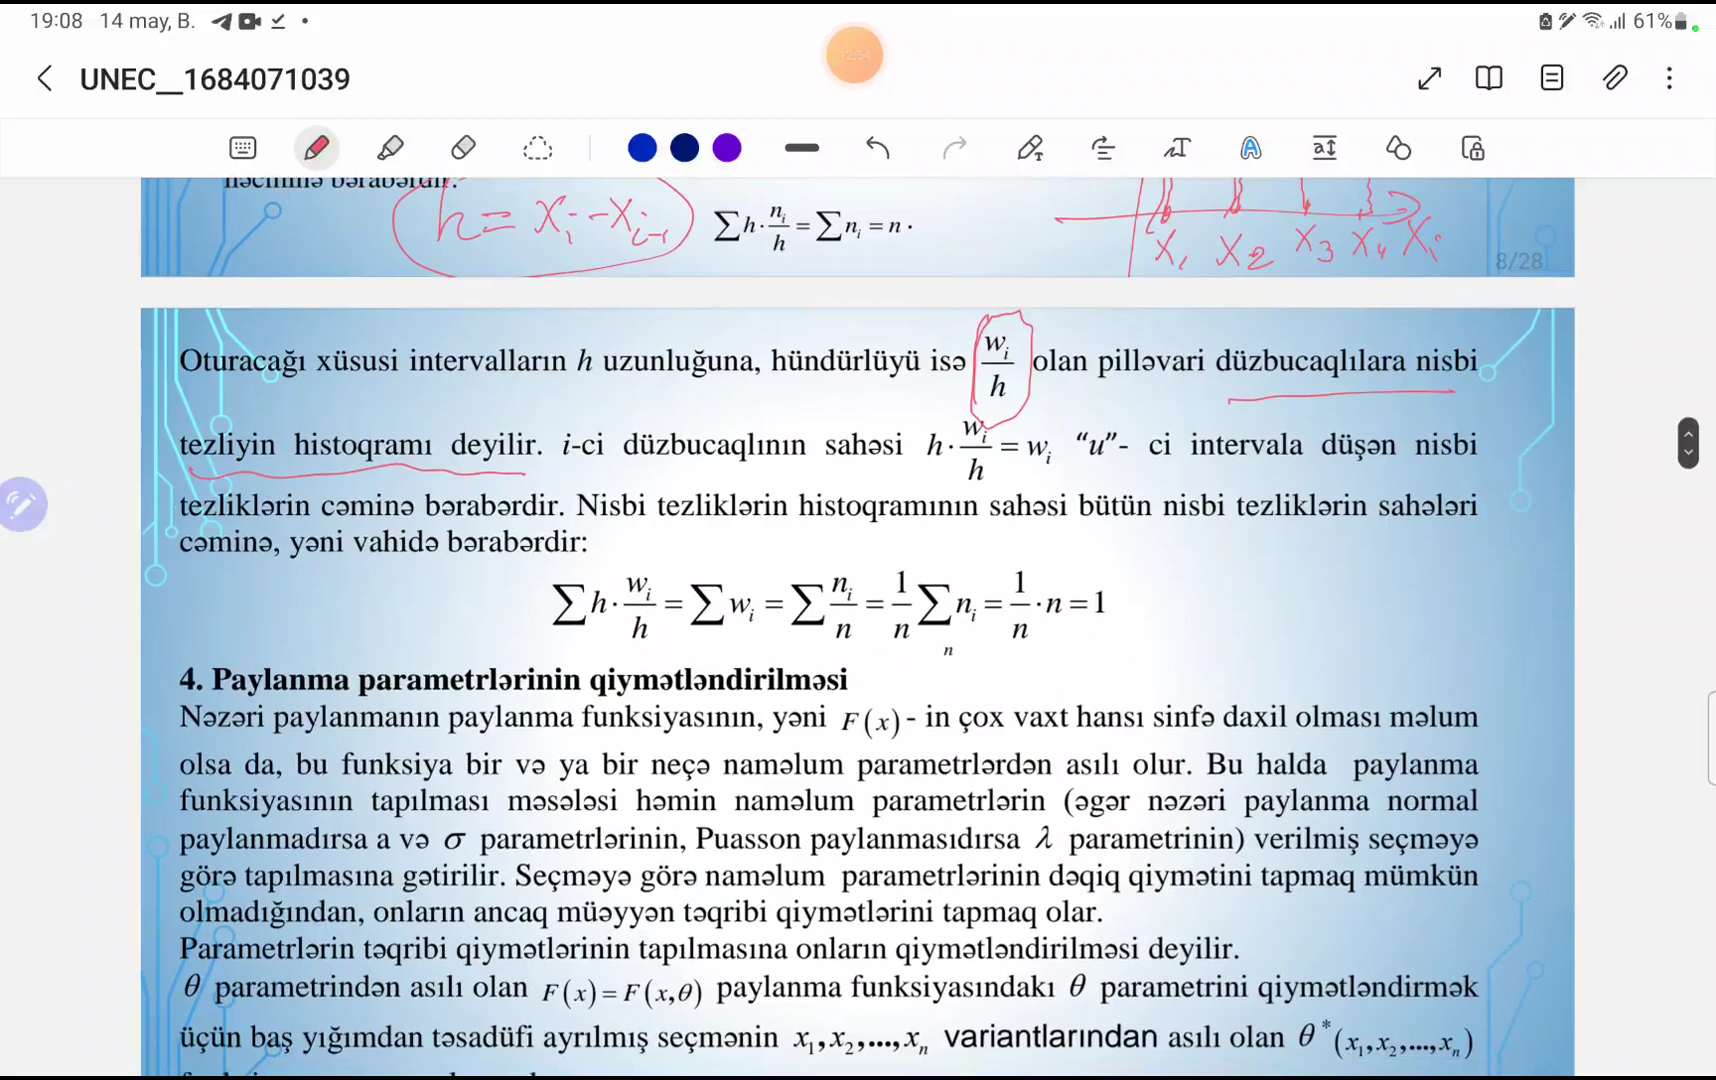 19:08 14 may, B.
61%
12:54
UNEC__1684071039
həcminə bərabərdir.
h = x_i - x_{i-1}
∑h·n_i/h = ∑n_i = n.
x_1 x_2 x_3 x_4 x_i
8/28
Oturacağı xüsusi intervalların h uzunluğuna, hündürlüyü isə w_i/h olan pilləvari düzbucaqlılara nisbi
tezliyin histoqramı deyilir. i-ci düzbucaqlının sahəsi h·w_i/h = w_i “u”- ci intervala düşən nisbi
tezliklərin cəminə bərabərdir. Nisbi tezliklərin histoqramının sahəsi bütün nisbi tezliklərin sahələri
cəminə, yəni vahidə bərabərdir:
∑h·w_i/h = ∑w_i = ∑n_i/n = 1/n ∑n_i = 1/n·n = 1
n
4. Paylanma parametrlərinin qiymətləndirilməsi
Nəzəri paylanmanın paylanma funksiyasının, yəni F(x)- in çox vaxt hansı sinfə daxil olması məlum
olsa da, bu funksiya bir və ya bir neçə naməlum parametrlərdən asılı olur. Bu halda paylanma
funksiyasının tapılması məsələsi həmin naməlum parametrlərin (əgər nəzəri paylanma normal
paylanmadırsa a və σ parametrlərinin, Puasson paylanmasıdırsa λ parametrinin) verilmiş seçməyə
görə tapılmasına gətirilir. Seçməyə görə naməlum parametrlərinin dəqiq qiymətini tapmaq mümkün
olmadığından, onların ancaq müəyyən təqribi qiymətlərini tapmaq olar.
Parametrlərin təqribi qiymətlərinin tapılmasına onların qiymətləndirilməsi deyilir.
θ parametrindən asılı olan F(x)=F(x,θ) paylanma funksiyasındakı θ parametrini qiymətləndirmək
üçün baş yığımdan təsadüfi ayrılmış seçmənin x_1,x_2,...,x_n variantlarından asılı olan θ*(x_1,x_2,...,x_n)